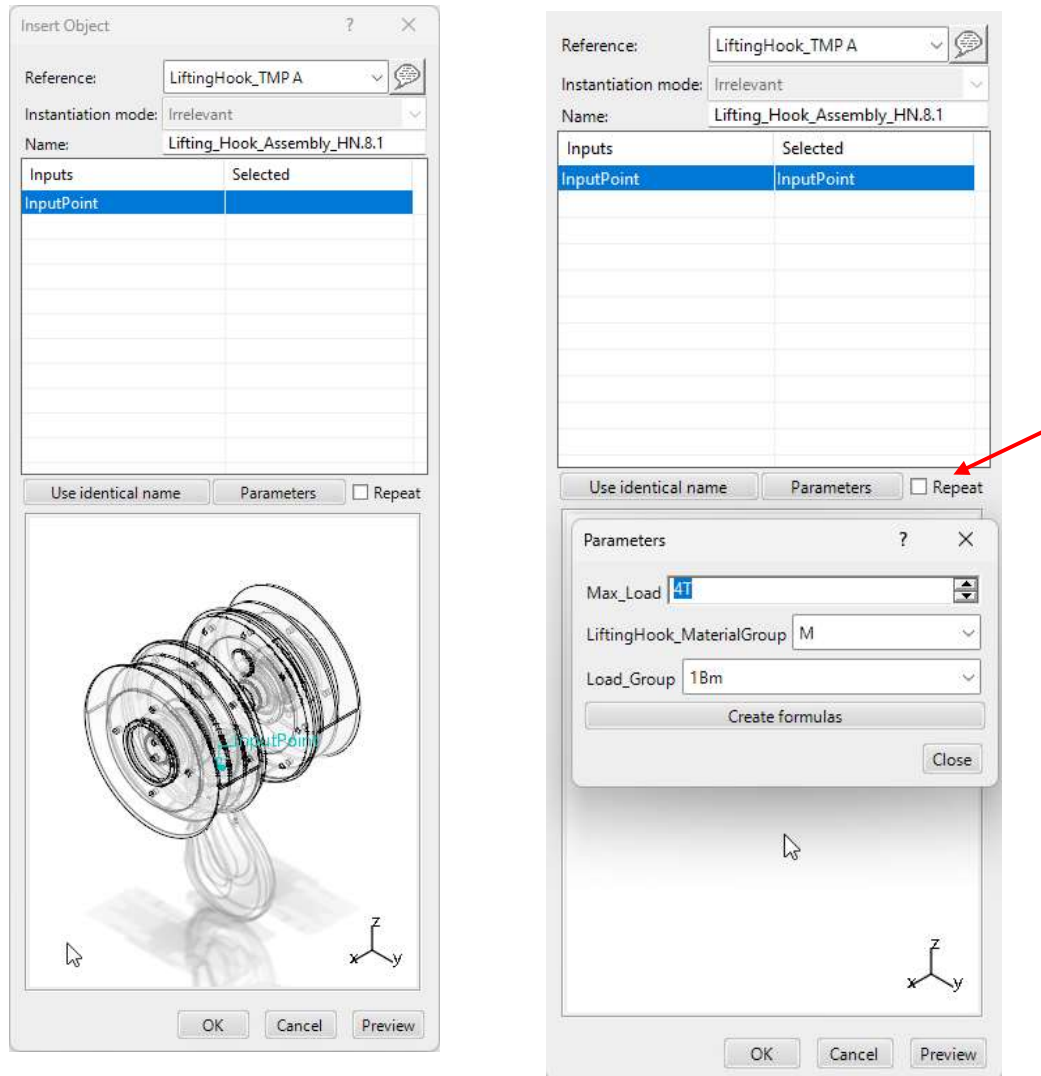 Insert Object ?
Reference: LiftingHook_TMP A
Instantiation mode: Irrelevant
Name: Lifting_Hook_Assembly_HN.8.1
Inputs Selected
InputPoint
Use identical name Parameters Repeat
InputPoint
z
x y
OK Cancel Preview
Reference: LiftingHook_TMP A
Instantiation mode: Irrelevant
Name: Lifting_Hook_Assembly_HN.8.1
Inputs Selected
InputPoint InputPoint
Use identical name Parameters Repeat
Parameters ?
Max_Load 4T
LiftingHook_MaterialGroup M
Load_Group 1Bm
Create formulas
Close
z
x y
OK Cancel Preview